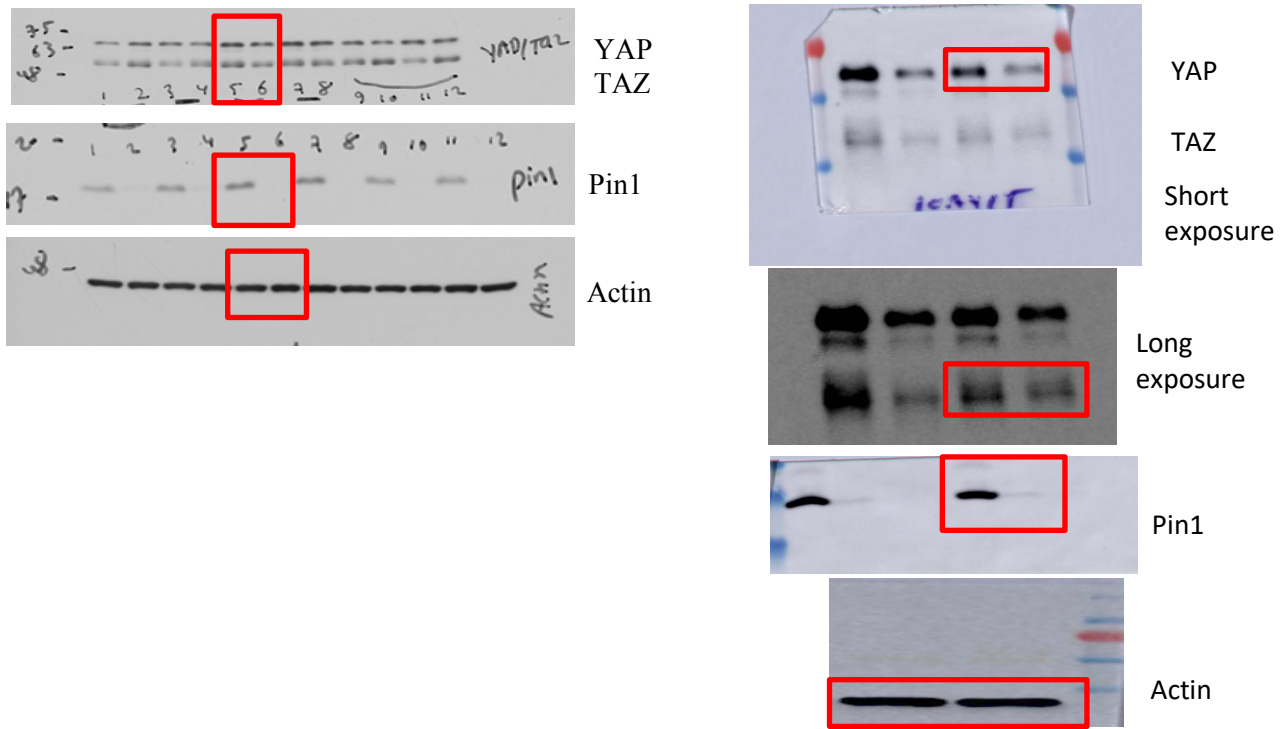 75 -
63 -
48 -
YAP/TAZ
1 2 3 4 5 6 7 8 9 10 11 12
YAP
TAZ
20 -
1 2 3 4 5 6 7 8 9 10 11 12
17 -
pin1
Pin1
48 -
Actin
Actin
YAP
TAZ
Short
exposure
Long
exposure
Pin1
Actin